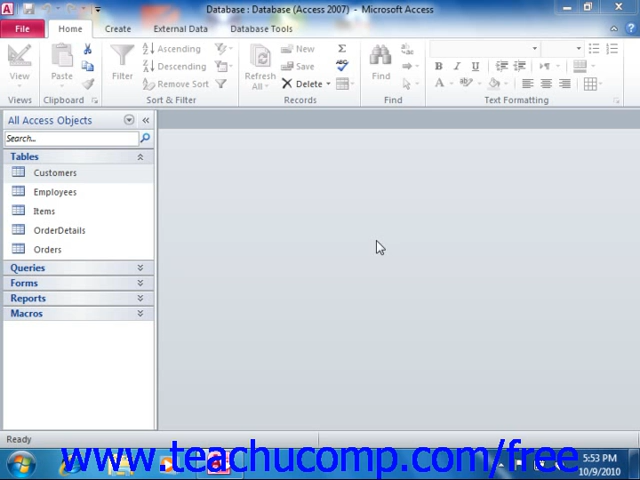 Database : Database (Access 2007) - Microsoft Access
File Home Create External Data Database Tools
View Paste Filter Ascending Descending Remove Sort Refresh All New Save Delete Find
Views Clipboard Sort & Filter Records Find Text Formatting
All Access Objects
Search...
Tables
Customers
Employees
Items
OrderDetails
Orders
Queries
Forms
Reports
Macros
Ready
www.teachucomp.com/free
5:53 PM
10/9/2010